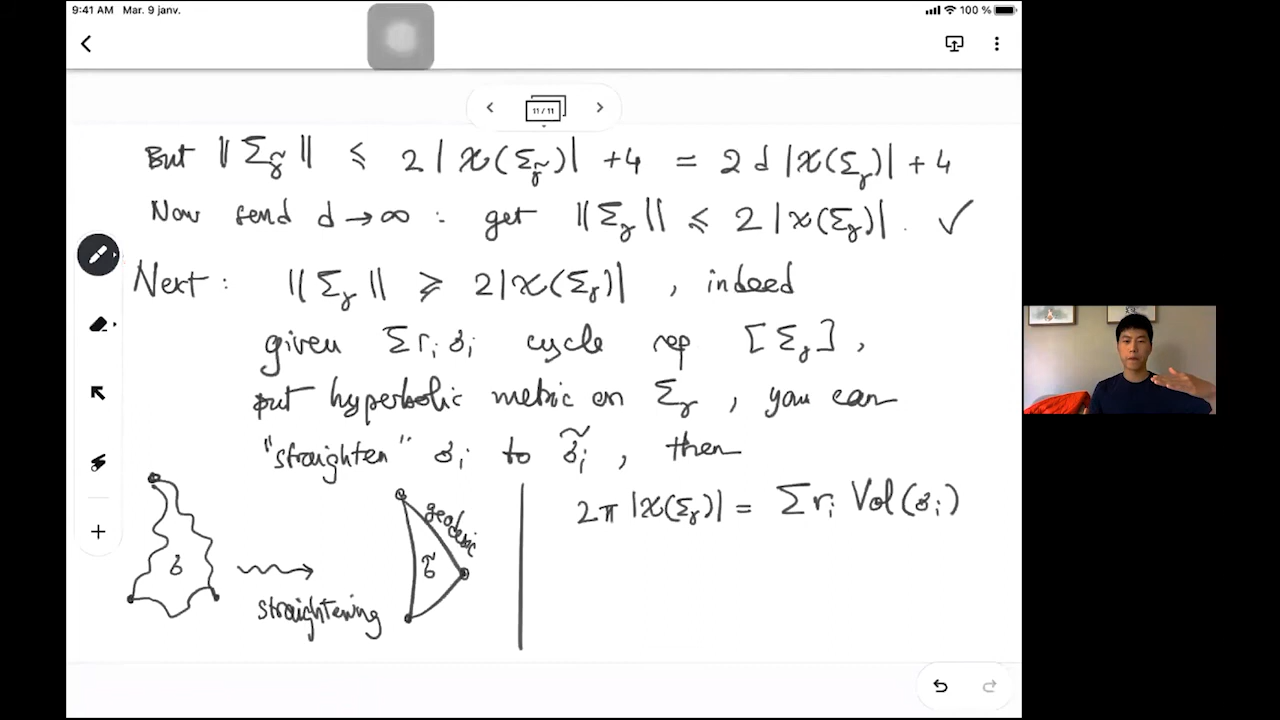 9:41 AM Mar. 9 janv. 100 %
11 / 11
But ‖Σ_g̃‖ ≤ 2|χ(Σ_g̃)| + 4 = 2d|χ(Σ_g)| + 4
Now send d → ∞ : get ‖Σ_g‖ ≤ 2|χ(Σ_g)|. ✓
Next : ‖Σ_g‖ ≥ 2|χ(Σ_g)| , indeed
given Σ r_i σ_i cycle rep [Σ_g] ,
put hyperbolic metric on Σ_g , you can
"straighten" σ_i to σ̃_i , then
2π |χ(Σ_g)| = Σ r_i Vol(σ_i)
σ
straightening
geodesic
σ̃